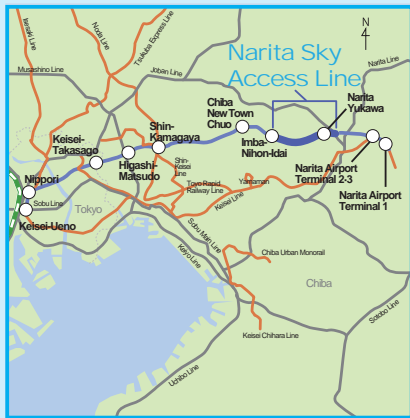 Isesaki Line
Noda Line
Tsukuba Express Line
N
Narita Sky
Access Line
Musashino Line
Joban Line
Narita Line
Chiba
New Town
Chuo
Narita
Yukawa
Shin-
Kamagaya
Imba-
Nihon-Idai
Keisei-
Takasago
Higashi-
Matsudo
Shin-
Keisei
Line
Nippori
Toyo Rapid
Railway Line
Yamaman
Narita Airport
Terminal 2-3
Keisei Line
Sobu Line
Tokyo
Narita Airport
Terminal 1
Keisei-Ueno
Sobu Main Line
Keiyo Line
Chiba Urban Monorail
Chiba
Sotobo Line
Keisei Chihara Line
Uchibo Line